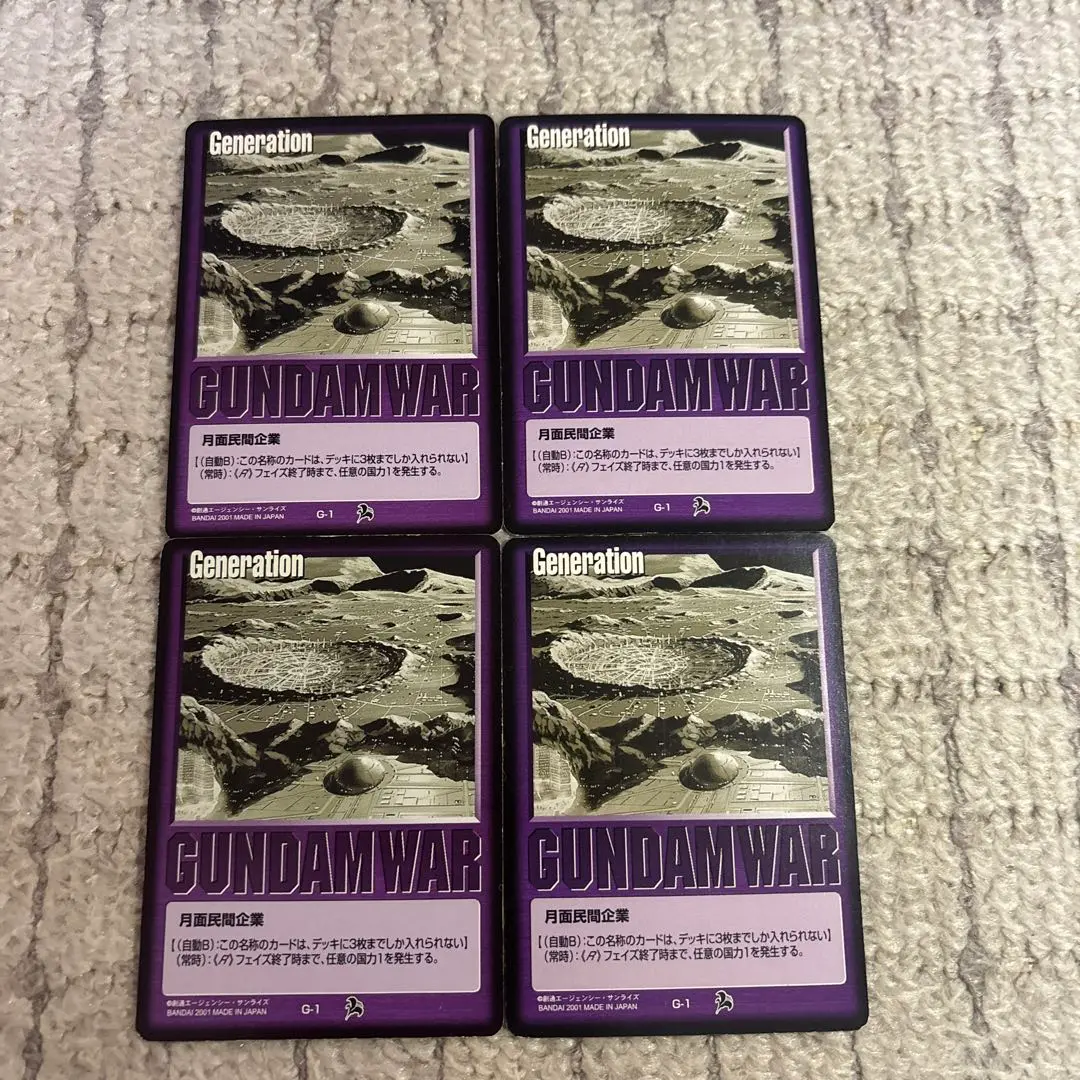 Generation
GUNDAM WAR
月面民間企業
【(自動B):この名称のカードは、デッキに3枚までしか入れられない】
(常時):《ﾉﾀ》フェイズ終了時まで、任意の国力1を発生する。
©創通エージェンシー・サンライズ
BANDAI 2001 MADE IN JAPAN
G-1
Generation
GUNDAM WAR
月面民間企業
【(自動B):この名称のカードは、デッキに3枚までしか入れられない】
(常時):《ﾉﾀ》フェイズ終了時まで、任意の国力1を発生する。
©創通エージェンシー・サンライズ
BANDAI 2001 MADE IN JAPAN
G-1
Generation
GUNDAM WAR
月面民間企業
【(自動B):この名称のカードは、デッキに3枚までしか入れられない】
(常時):《ﾉﾀ》フェイズ終了時まで、任意の国力1を発生する。
©創通エージェンシー・サンライズ
BANDAI 2001 MADE IN JAPAN
G-1
Generation
GUNDAM WAR
月面民間企業
【(自動B):この名称のカードは、デッキに3枚までしか入れられない】
(常時):《ﾉﾀ》フェイズ終了時まで、任意の国力1を発生する。
©創通エージェンシー・サンライズ
BANDAI 2001 MADE IN JAPAN
G-1